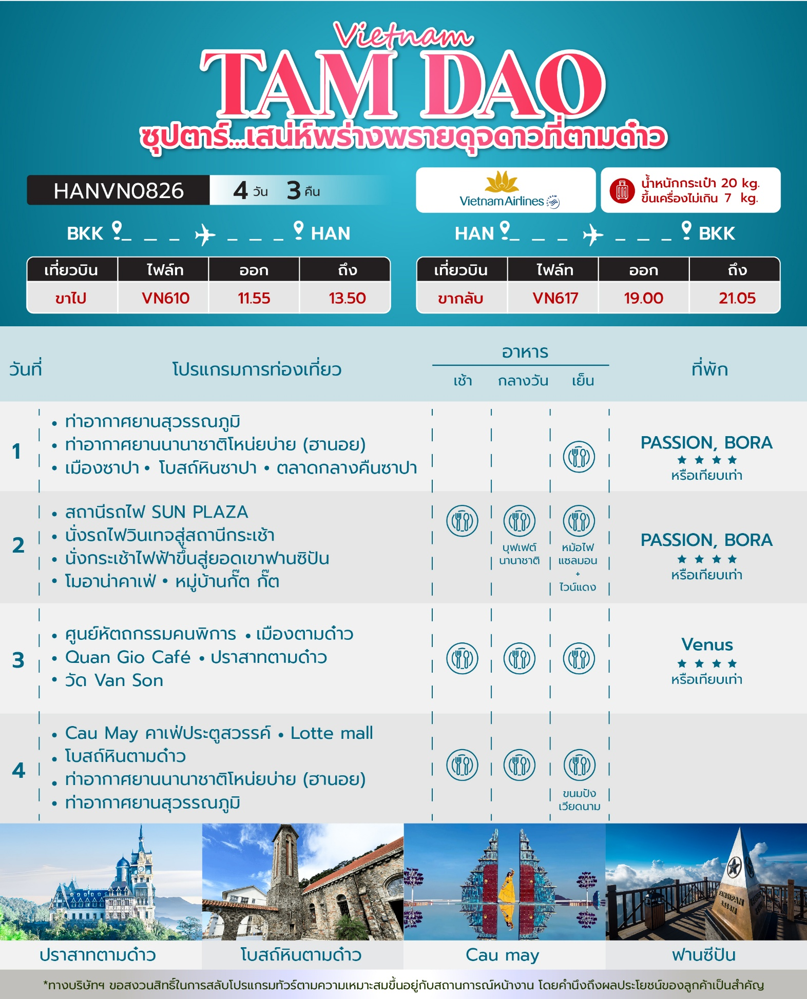 Vietnam
TAM DAO
ซุปตาร์...เสน่ห์พร่างพรายดุจดาวที่ตามด๋าว
HANVN0826 4 วัน 3 คืน
VietnamAirlines SKYTEAM
น้ำหนักกระเป๋า 20 kg.
ขึ้นเครื่องไม่เกิน 7 kg.
BKK HAN
เที่ยวบิน ไฟล์ท ออก ถึง
ขาไป VN610 11.55 13.50
HAN BKK
เที่ยวบิน ไฟล์ท ออก ถึง
ขากลับ VN617 19.00 21.05
วันที่ โปรแกรมการท่องเที่ยว อาหาร ที่พัก
เช้า กลางวัน เย็น
1
• ท่าอากาศยานสุวรรณภูมิ
• ท่าอากาศยานนานาชาติโหน่ยบ่าย (ฮานอย)
• เมืองซาปา • โบสถ์หินซาปา • ตลาดกลางคืนซาปา
PASSION, BORA
★ ★ ★ ★
หรือเทียบเท่า
2
• สถานีรถไฟ SUN PLAZA
• นั่งรถไฟวินเทจสู่สถานีกระเช้า
• นั่งกระเช้าไฟฟ้าขึ้นสู่ยอดเขาฟานซิปัน
• โมอาน่าคาเฟ่ • หมู่บ้านกั๊ต กั๊ต
บุฟเฟต์
นานาชาติ
หม้อไฟ
แซลมอน
+
ไวน์แดง
PASSION, BORA
★ ★ ★ ★
หรือเทียบเท่า
3
• ศูนย์หัตถกรรมคนพิการ • เมืองตามด๋าว
• Quan Gio Café • ปราสาทตามด๋าว
• วัด Van Son
Venus
★ ★ ★ ★
หรือเทียบเท่า
4
• Cau May คาเฟ่ประตูสวรรค์ • Lotte mall
• โบสถ์หินตามด๋าว
• ท่าอากาศยานนานาชาติโหน่ยบ่าย (ฮานอย)
• ท่าอากาศยานสุวรรณภูมิ
ขนมปัง
เวียดนาม
FANSIPAN
3.143M
ปราสาทตามด๋าว โบสถ์หินตามด๋าว Cau may ฟานซีปัน
*ทางบริษัทฯ ขอสงวนสิทธิ์ในการสลับโปรแกรมทัวร์ตามความเหมาะสมขึ้นอยู่กับสถานการณ์หน้างาน โดยคำนึงถึงผลประโยชน์ของลูกค้าเป็นสำคัญ